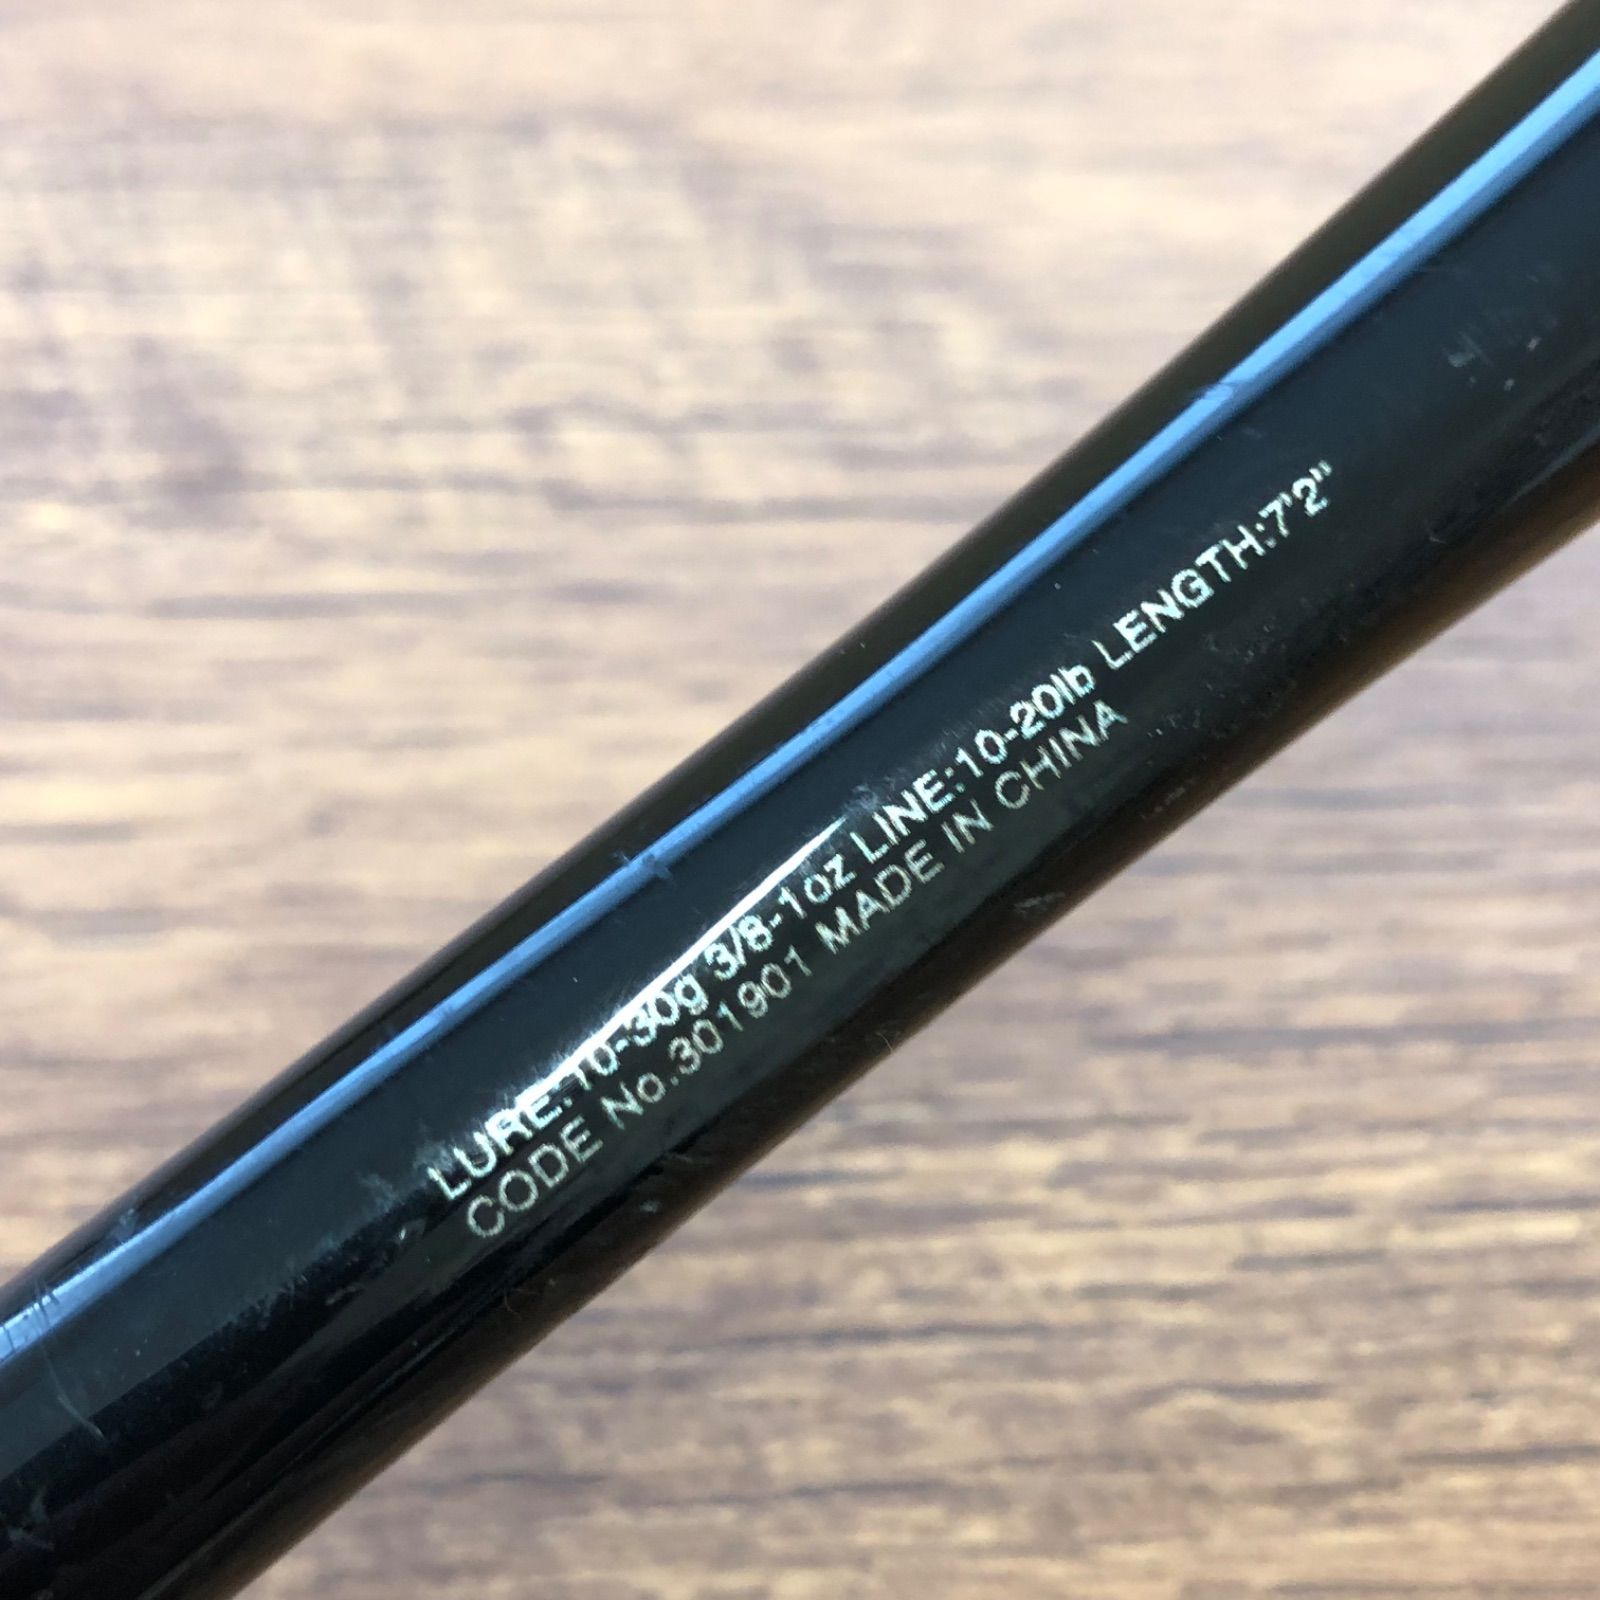 LURE:10-30g 3/8-1oz LINE:10-20lb LENGTH:7'2"
CODE No.301901 MADE IN CHINA